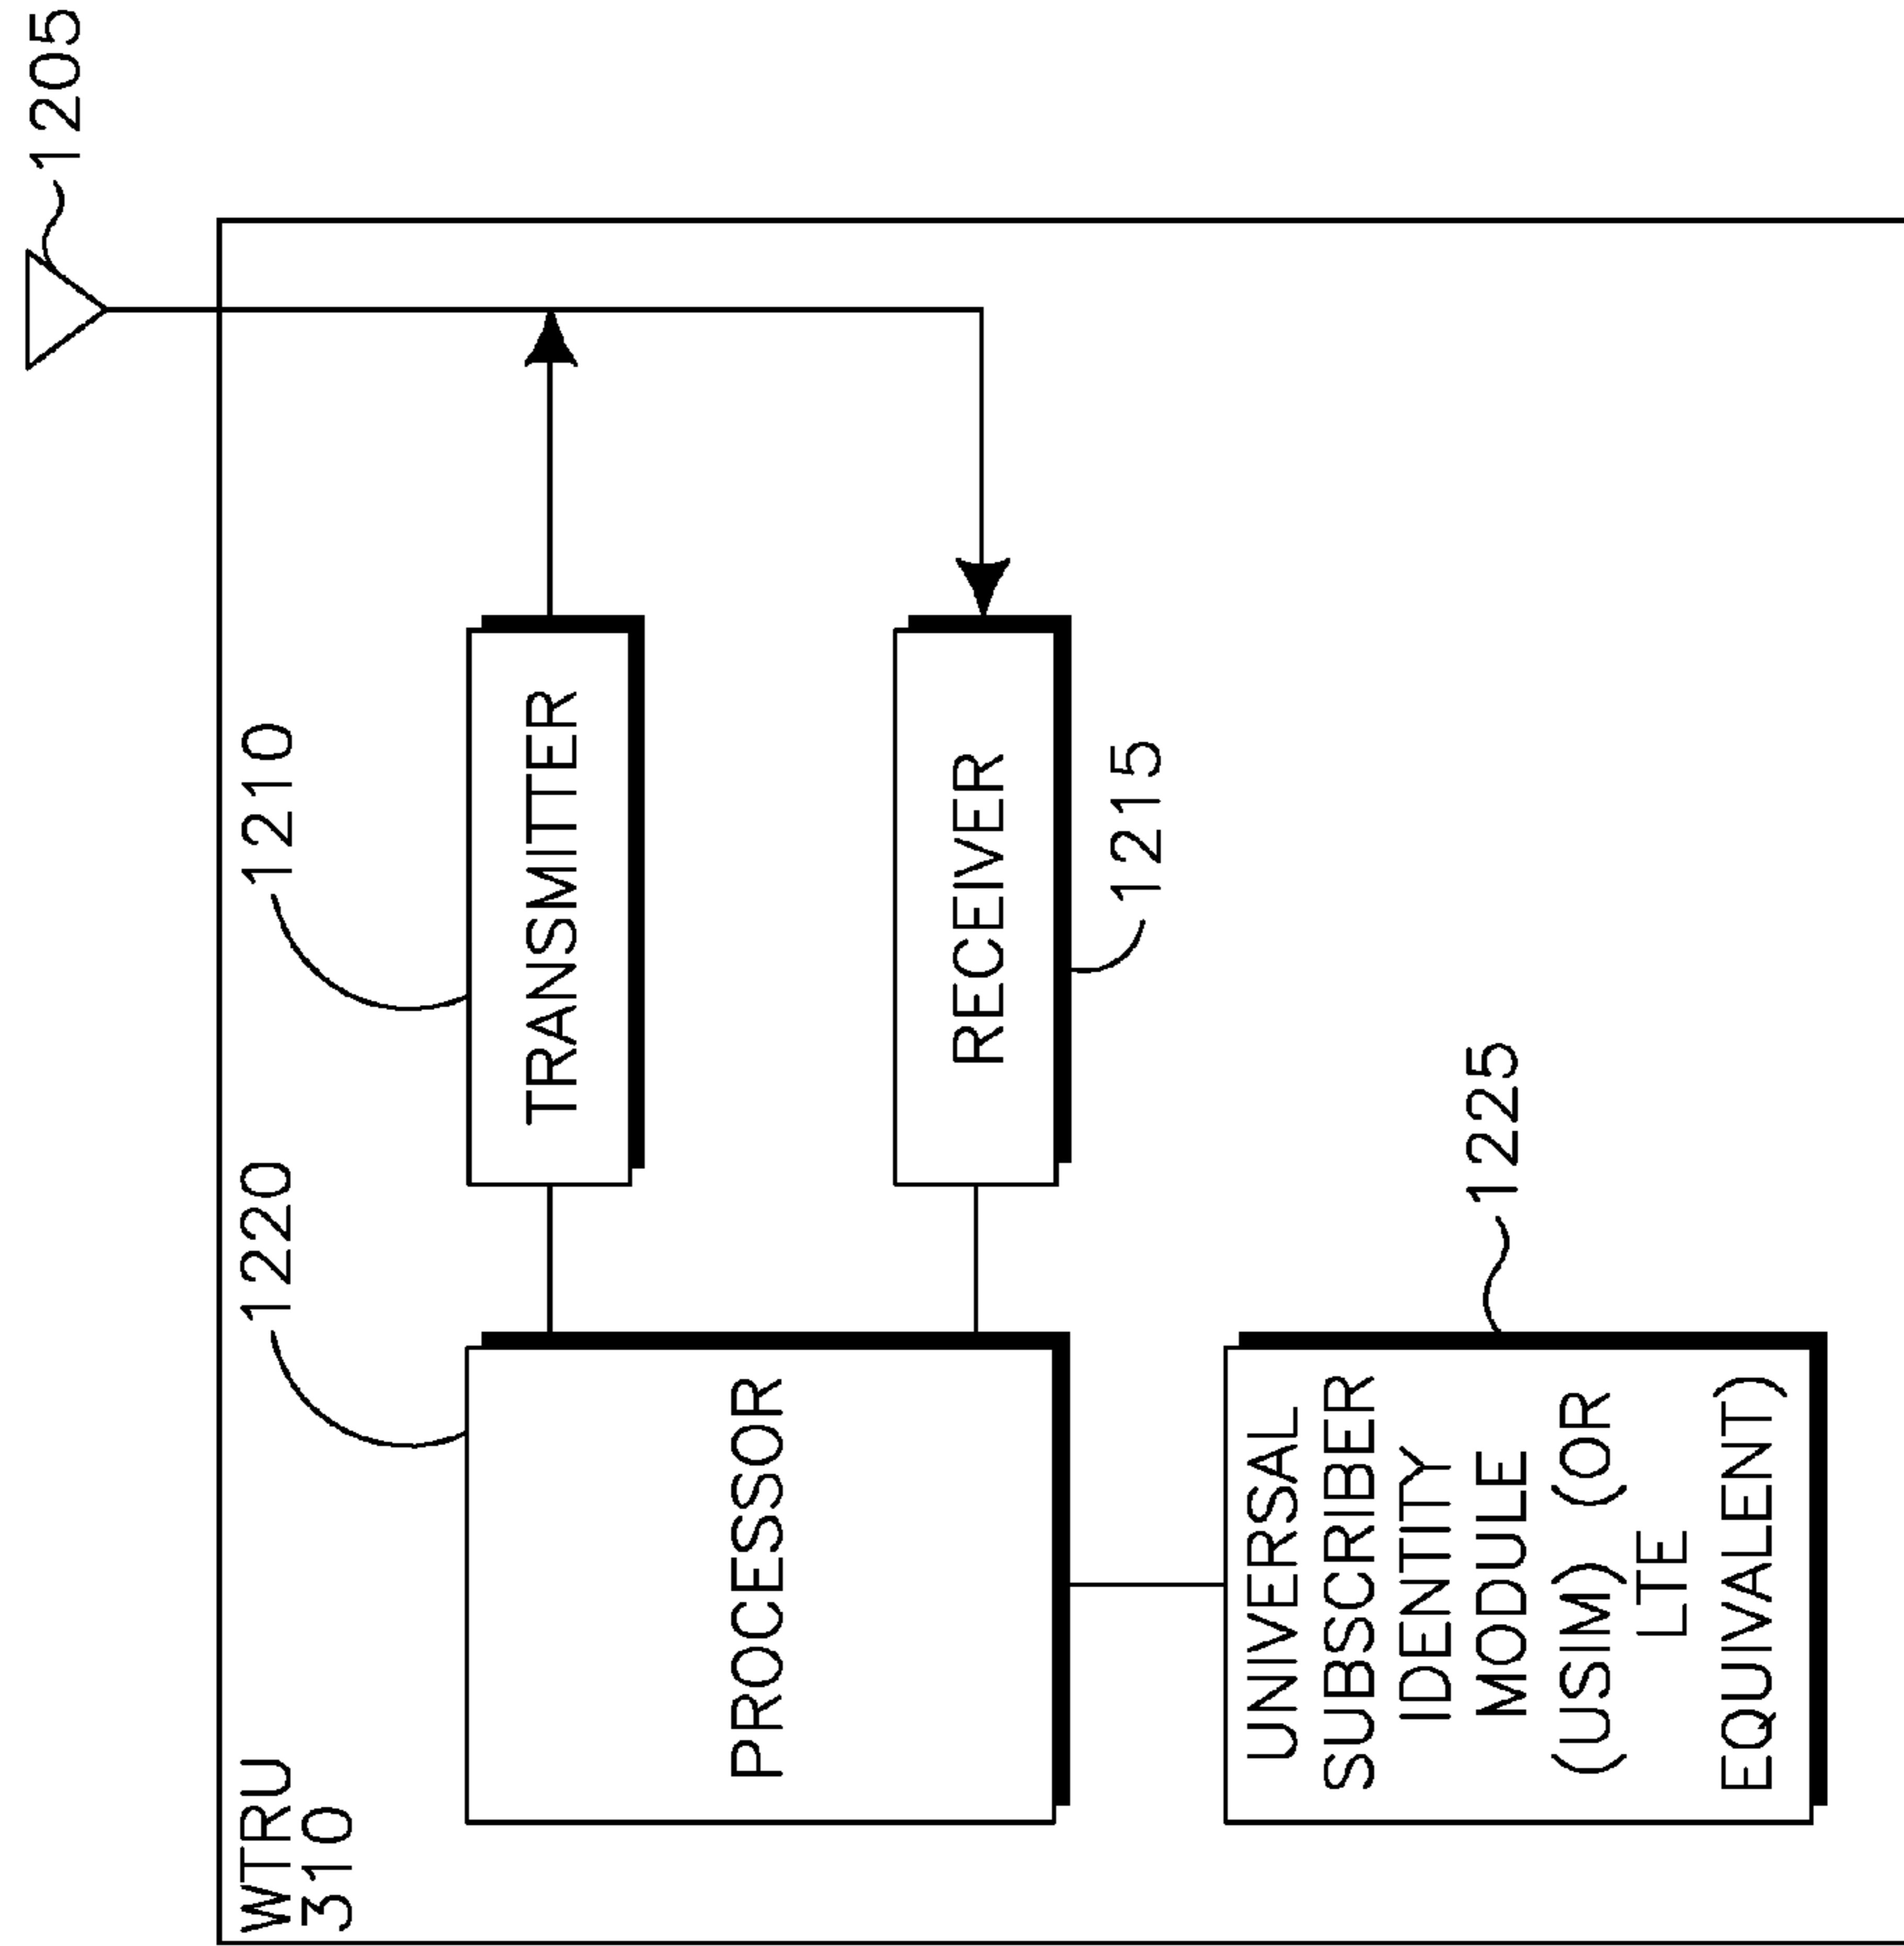 WTRU
310
1220
1210
1205
PROCESSOR
TRANSMITTER
RECEIVER
1215
1225
UNIVERSAL
SUBSCRIBER
IDENTITY
MODULE
(USIM) (OR
LTE
EQUIVALENT)